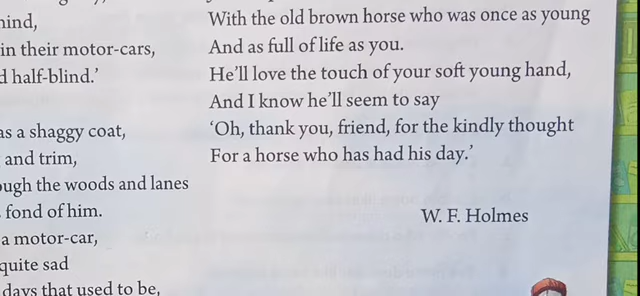 in their motor-cars,
half-blind.'
as a shaggy coat,
and trim,
the woods and lanes
fond of him.
a motor-car,
quite sad
days that used to be,
With the old brown horse who was once as young
And as full of life as you.
He'll love the touch of your soft young hand,
And I know he'll seem to say
'Oh, thank you, friend, for the kindly thought
For a horse who has had his day.'
W. F. Holmes